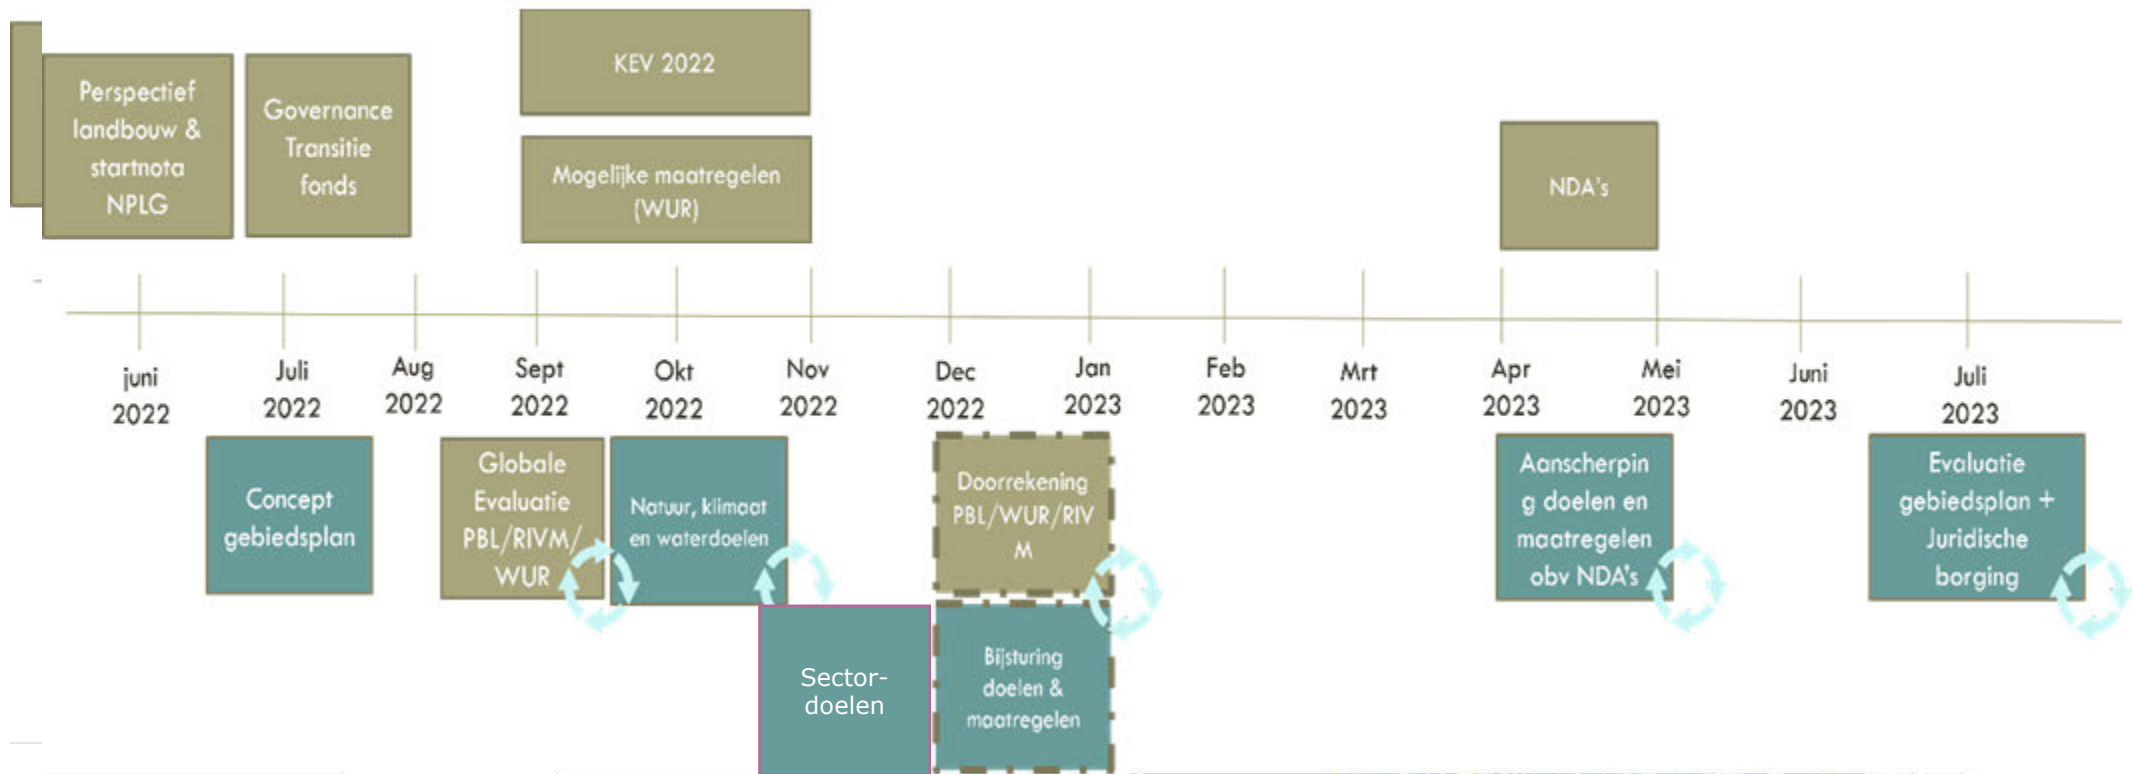 KEV 2022
Perspectief
landbouw &
startnota
NPLG
Governance
Transitie
fonds
Mogelijke maatregelen
(WUR)
NDA's
juni
2022
Juli
2022
Aug
2022
Sept
2022
Okt
2022
Nov
2022
Dec
2022
Jan
2023
Feb
2023
Mrt
2023
Apr
2023
Mei
2023
Juni
2023
Juli
2023
Concept
gebiedsplan
Globale
Evaluatie
PBL/RIVM/
WUR
Natuur, klimaat
en waterdoelen
Sector-
doelen
Doorrekening
PBL/WUR/RIV
M
Bijsturing
doelen &
maatregelen
Aanscherpin
g doelen en
maatregelen
obv NDA's
Evaluatie
gebiedsplan +
Juridische
borging